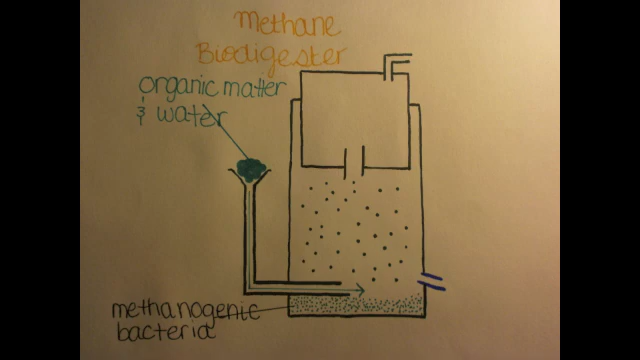 Methane
Biodigester
organic matter
& water
methanogenic
bacteria